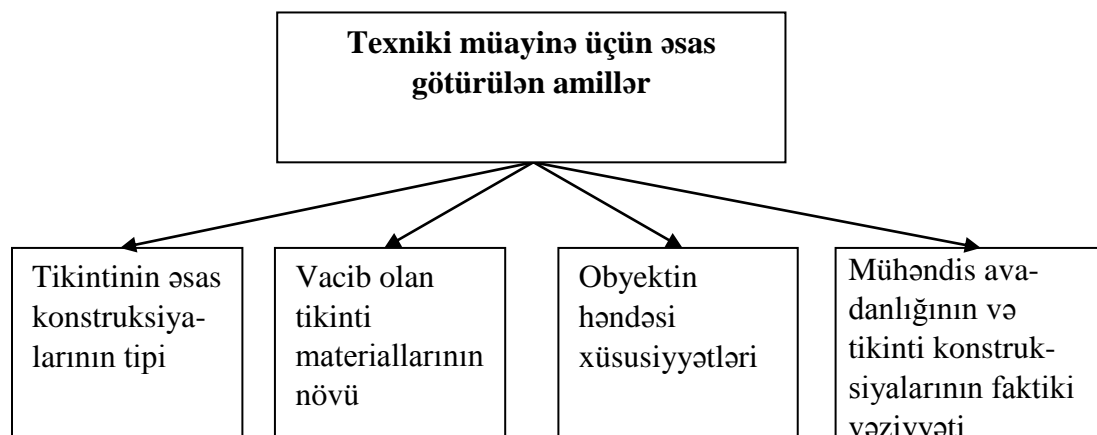 Texniki müayinə üçün əsas
götürülən amillər
Tikintinin əsas
konstruksiya-
larının tipi
Vacib olan
tikinti
materiallarının
növü
Obyektin
həndəsi
xüsusiyyətləri
Mühəndis ava-
danlığının və
tikinti konstruk-
siyalarının faktiki
vəziyyəti